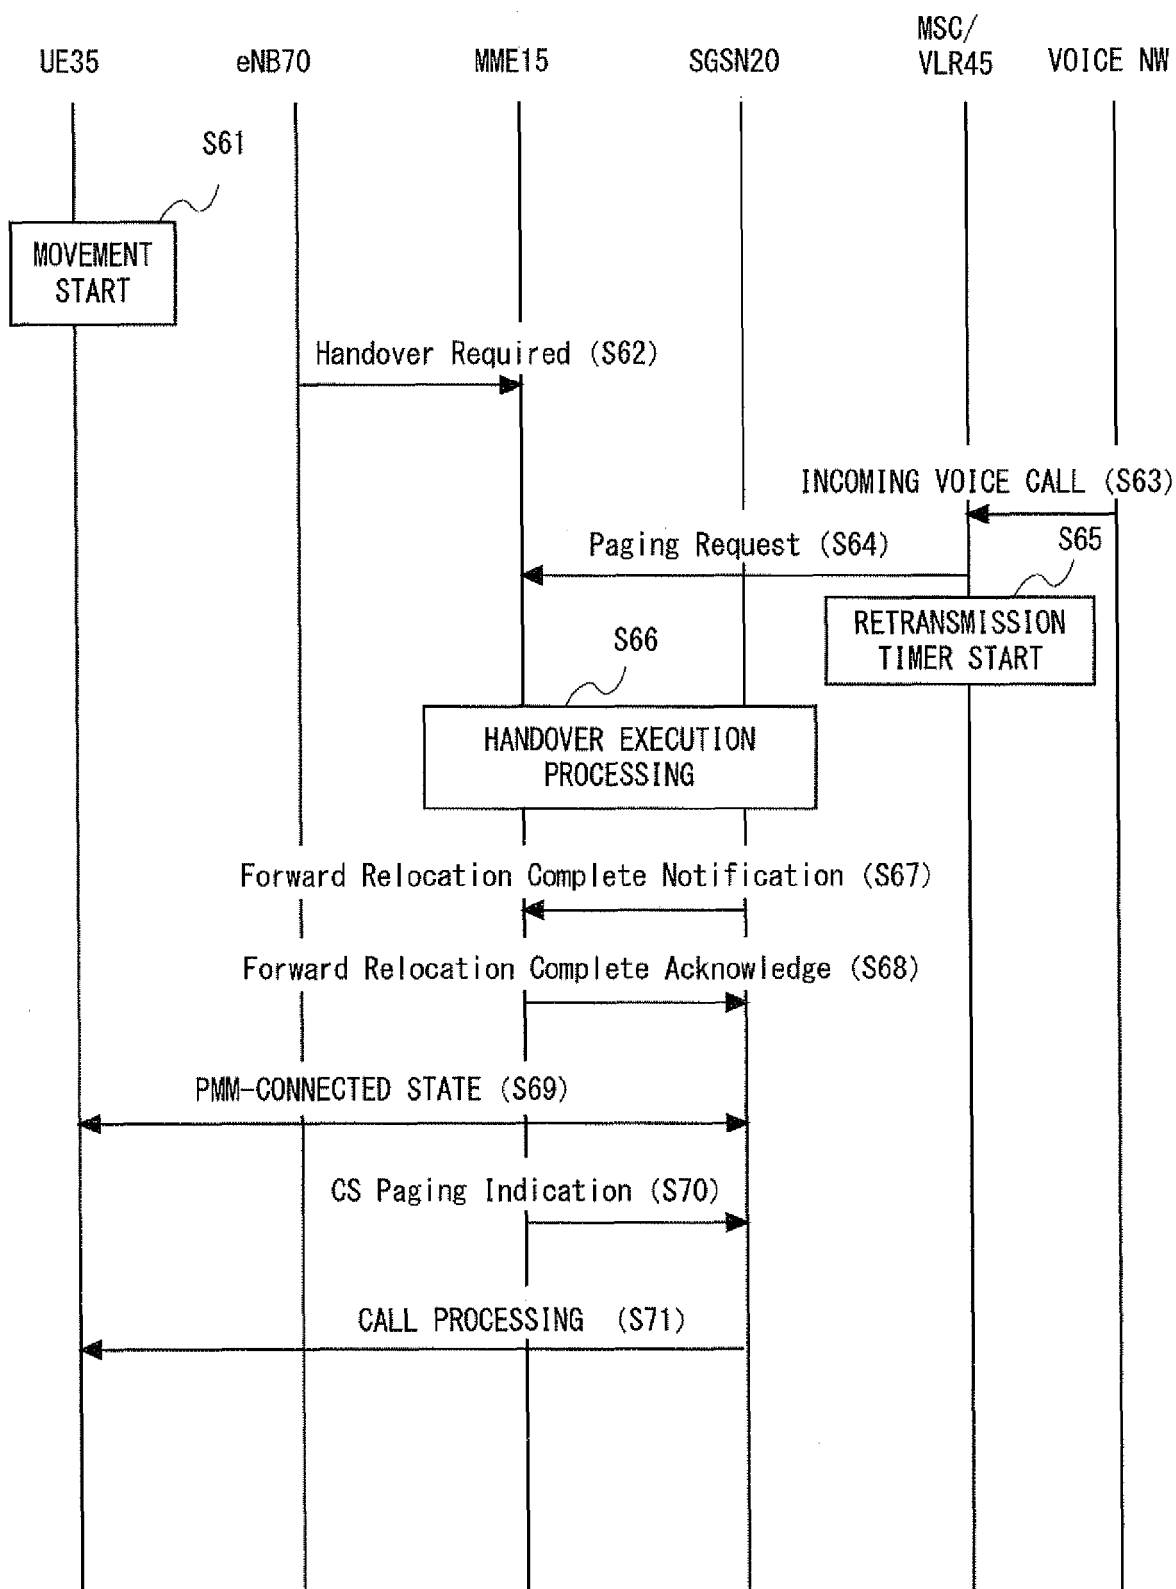 UE35
eNB70
MME15
SGSN20
MSC/
VLR45
VOICE NW
S61
MOVEMENT
START
Handover Required (S62)
INCOMING VOICE CALL (S63)
Paging Request (S64)
S65
RETRANSMISSION
TIMER START
S66
HANDOVER EXECUTION
PROCESSING
Forward Relocation Complete Notification (S67)
Forward Relocation Complete Acknowledge (S68)
PMM-CONNECTED STATE (S69)
CS Paging Indication (S70)
CALL PROCESSING (S71)